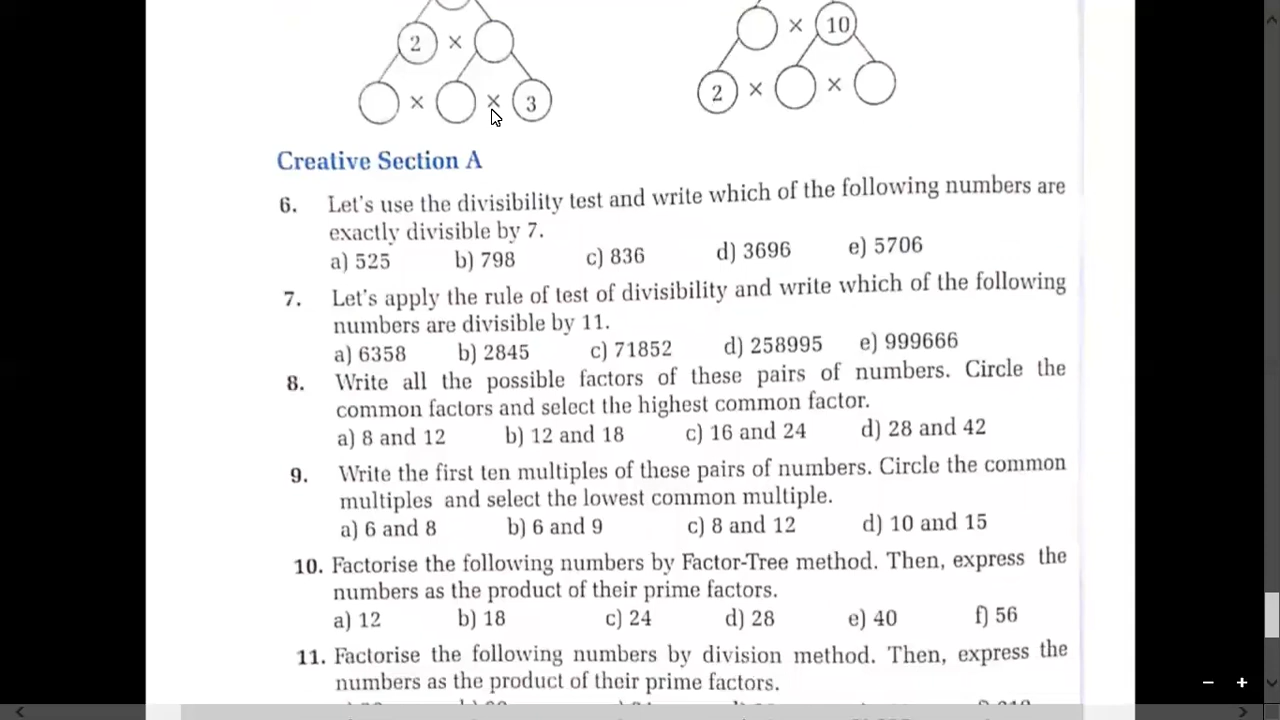 2 ×
× × 3
× 10
2 × ×
Creative Section A
6. Let's use the divisibility test and write which of the following numbers are
exactly divisible by 7.
a) 525 b) 798 c) 836 d) 3696 e) 5706
7. Let's apply the rule of test of divisibility and write which of the following
numbers are divisible by 11.
a) 6358 b) 2845 c) 71852 d) 258995 e) 999666
8. Write all the possible factors of these pairs of numbers. Circle the
common factors and select the highest common factor.
a) 8 and 12 b) 12 and 18 c) 16 and 24 d) 28 and 42
9. Write the first ten multiples of these pairs of numbers. Circle the common
multiples and select the lowest common multiple.
a) 6 and 8 b) 6 and 9 c) 8 and 12 d) 10 and 15
10. Factorise the following numbers by Factor-Tree method. Then, express the
numbers as the product of their prime factors.
a) 12 b) 18 c) 24 d) 28 e) 40 f) 56
11. Factorise the following numbers by division method. Then, express the
numbers as the product of their prime factors.